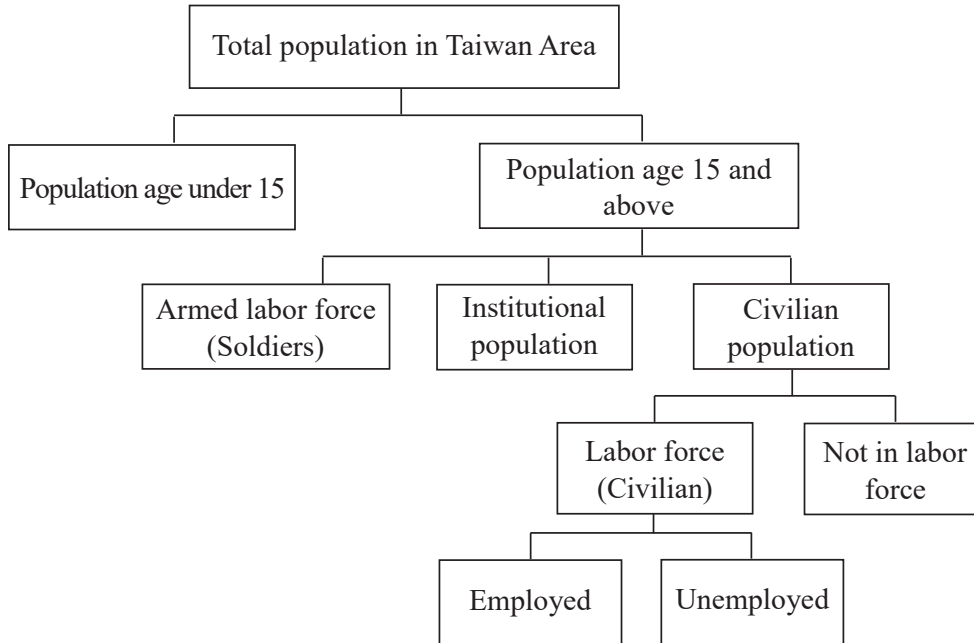 Total population in Taiwan Area
Population age under 15
Population age 15 and
above
Armed labor force
(Soldiers)
Institutional
population
Civilian
population
Labor force
(Civilian)
Not in labor
force
Employed
Unemployed